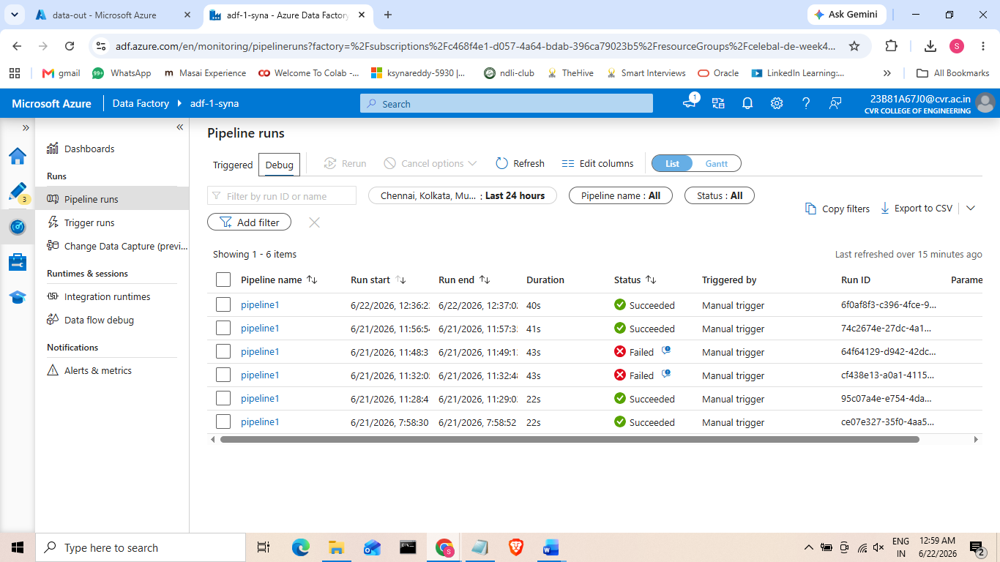 data-out - Microsoft Azure
adf-1-syna - Azure Data Factory
Ask Gemini
adf.azure.com/en/monitoring/pipelineruns?factory=%2Fsubscriptions%2Fc468f4e1-d057-4a64-bdab-396ca79023b5%2FresourceGroups%2Fcelebal-de-week4...
S
gmail
99+ WhatsApp
m Masai Experience
Welcome To Colab -...
ksynareddy-5930 |...
ndli-club
TheHive
Smart Interviews
Oracle
LinkedIn Learning:...
All Bookmarks
Microsoft Azure
Data Factory
adf-1-syna
Search
1
23B81A67J0@cvr.ac.in
CVR COLLEGE OF ENGINEERING
3
Dashboards
Runs
Pipeline runs
Trigger runs
Change Data Capture (previ...
Runtimes & sessions
Integration runtimes
Data flow debug
Notifications
Alerts & metrics
Pipeline runs
Triggered Debug Rerun Cancel options Refresh Edit columns List Gantt
Filter by run ID or name Chennai, Kolkata, Mu... ; Last 24 hours Pipeline name : All Status : All
Add filter
Copy filters Export to CSV
Showing 1 - 6 items Last refreshed over 15 minutes ago
Pipeline name Run start Run end Duration Status Triggered by Run ID Parame
pipeline1 6/22/2026, 12:36:2 6/22/2026, 12:37:0 40s Succeeded Manual trigger 6f0af8f3-c396-4fce-9...
pipeline1 6/21/2026, 11:56:5 6/21/2026, 11:57:3 41s Succeeded Manual trigger 74c2674e-27dc-4a1...
pipeline1 6/21/2026, 11:48:3 6/21/2026, 11:49:1 43s Failed Manual trigger 64f64129-d942-42dc...
pipeline1 6/21/2026, 11:32:0 6/21/2026, 11:32:4 43s Failed Manual trigger cf438e13-a0a1-4115...
pipeline1 6/21/2026, 11:28:4 6/21/2026, 11:29:0 22s Succeeded Manual trigger 95c07a4e-e754-4da...
pipeline1 6/21/2026, 7:58:30 6/21/2026, 7:58:52 22s Succeeded Manual trigger ce07e327-35f0-4aa5...
Type here to search
ENG
IN
12:59 AM
6/22/2026
2